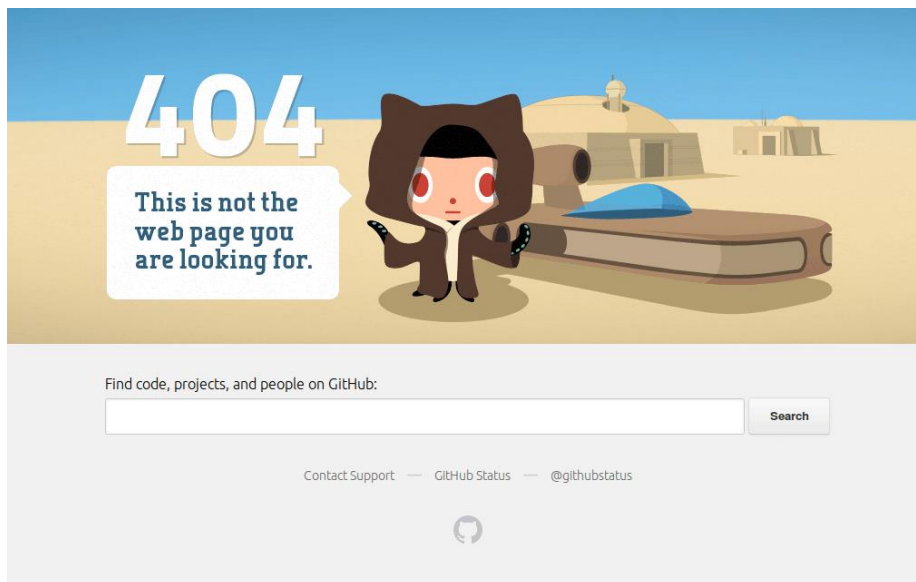 404
This is not the
web page you
are looking for.
Find code, projects, and people on GitHub:
Search
Contact Support — GitHub Status — @githubstatus